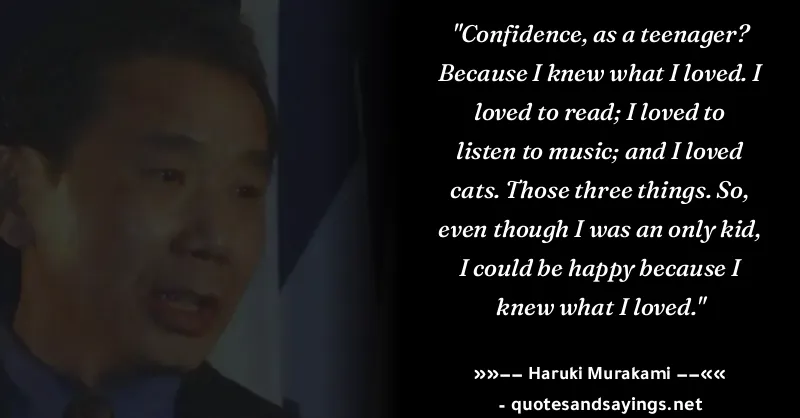 "Confidence, as a teenager?
Because I knew what I loved. I
loved to read; I loved to
listen to music; and I loved
cats. Those three things. So,
even though I was an only kid,
I could be happy because I
knew what I loved."
»»−− Haruki Murakami −−««
- quotesandsayings.net